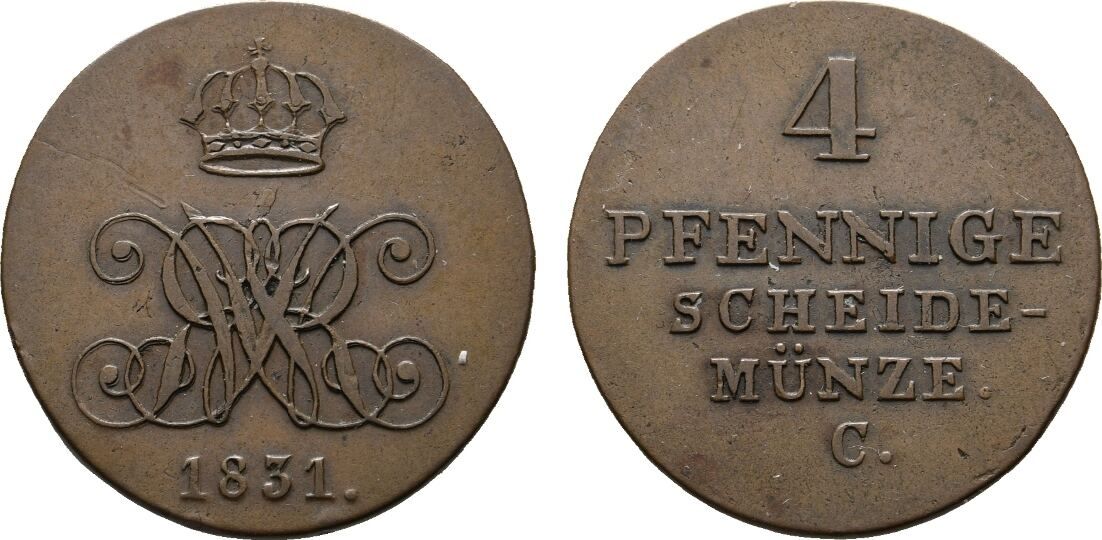 1831.
4
PFENNIGE
SCHEIDE-
MÜNZE.
C.